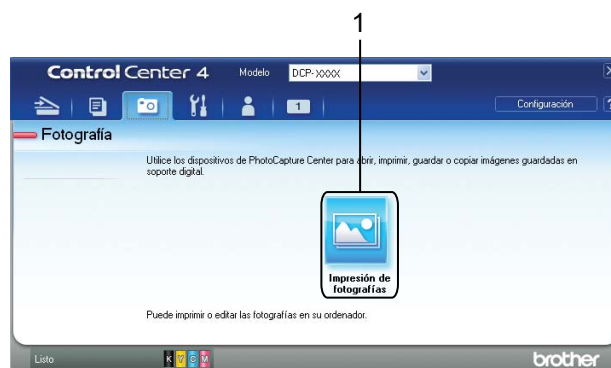 1
Control Center 4 Modelo DCP-XXXX
1 Configuración ?
Fotografía
Utilice los dispositivos de PhotoCapture Center para abrir, imprimir, guardar o copiar imágenes guardadas en
soporte digital.
Impresión de
fotografías
Puede imprimir o editar las fotografías en su ordenador.
Listo K Y C M brother